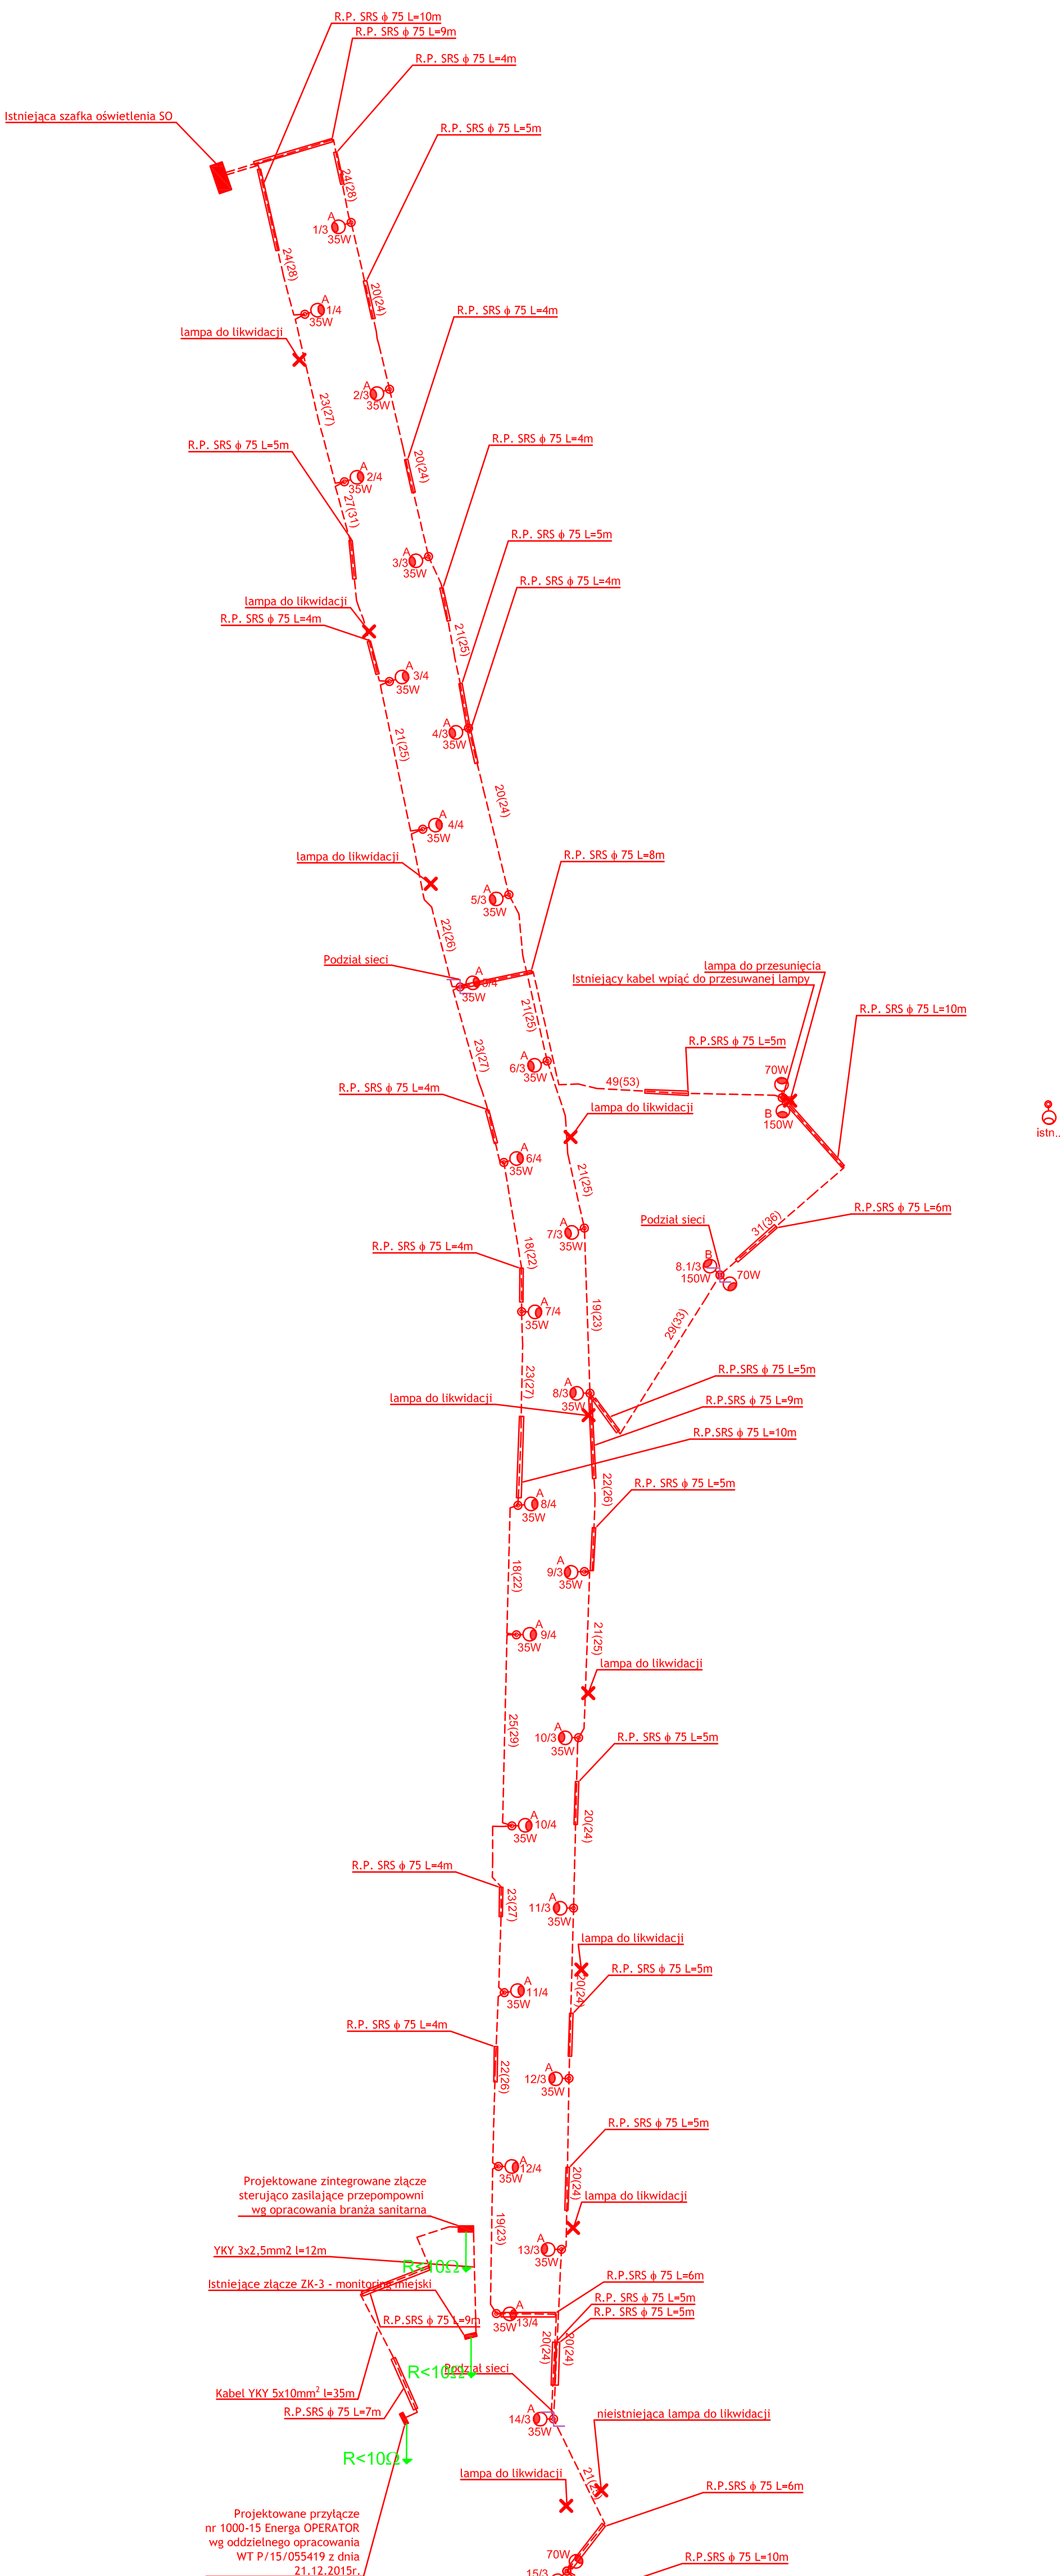 R.P. SRS ϕ 75 L=10m
R.P. SRS ϕ 75 L=9m
R.P. SRS ϕ 75 L=4m
Istniejąca szafka oświetlenia SO
R.P. SRS ϕ 75 L=5m
24(28)
A
1/3
35W
24(28)
20(24)
A
1/4
35W
R.P. SRS ϕ 75 L=4m
lampa do likwidacji
A
2/3
35W
23(27)
R.P. SRS ϕ 75 L=4m
R.P. SRS ϕ 75 L=5m
20(24)
A
2/4
35W
27(31)
R.P. SRS ϕ 75 L=5m
A
3/3
35W
R.P. SRS ϕ 75 L=4m
lampa do likwidacji
R.P. SRS ϕ 75 L=4m
21(25)
A
3/4
35W
A
4/3
35W
21(25)
20(24)
A
4/4
35W
lampa do likwidacji
R.P. SRS ϕ 75 L=8m
A
5/3
35W
22(26)
Podział sieci
lampa do przesunięcia
Istniejący kabel wpiąć do przesuwanej lampy
A
5/4
35W
R.P. SRS ϕ 75 L=10m
21(25)
R.P.SRS ϕ 75 L=5m
23(27)
A
6/3
35W
70W
49(53)
R.P. SRS ϕ 75 L=4m
lampa do likwidacji
B
150W
istn..
A
6/4
35W
21(25)
R.P.SRS ϕ 75 L=6m
Podział sieci
31(36)
A
7/3
35W
R.P. SRS ϕ 75 L=4m
18(22)
B
8.1/3
150W
70W
A
7/4
35W
19(23)
29(33)
23(27)
R.P.SRS ϕ 75 L=5m
A
8/3
35W
lampa do likwidacji
R.P.SRS ϕ 75 L=9m
R.P.SRS ϕ 75 L=10m
22(26)
R.P. SRS ϕ 75 L=5m
A
8/4
35W
18(22)
A
9/3
35W
A
9/4
35W
21(25)
lampa do likwidacji
25(29)
A
10/3
35W
R.P. SRS ϕ 75 L=5m
A
10/4
35W
20(24)
R.P. SRS ϕ 75 L=4m
23(27)
A
11/3
35W
lampa do likwidacji
R.P. SRS ϕ 75 L=5m
20(24)
A
11/4
35W
R.P. SRS ϕ 75 L=4m
22(26)
A
12/3
35W
R.P. SRS ϕ 75 L=5m
A
12/4
35W
20(24)
lampa do likwidacji
Projektowane zintegrowane złącze
sterująco zasilające przepompowni
wg opracowania branża sanitarna
19(23)
A
13/3
35W
YKY 3x2,5mm2 l=12m
R<10Ω
Istniejące złącze ZK-3 - monitoring miejski
R.P.SRS ϕ 75 L=6m
R.P. SRS ϕ 75 L=5m
R.P. SRS ϕ 75 L=5m
A
13/4
35W
R.P.SRS ϕ 75 L=9m
20(24)
20(24)
R<10Ω
Podział sieci
Kabel YKY 5x10mm² l=35m
R.P.SRS ϕ 75 L=7m
A
14/3
35W
nieistniejąca lampa do likwidacji
R<10Ω
lampa do likwidacji
R.P.SRS ϕ 75 L=6m
Projektowane przyłącze
nr 1000-15 Energa OPERATOR
wg oddzielnego opracowania
WT P/15/055419 z dnia
21.12.2015r.
70W
15/3
R.P.SRS ϕ 75 L=10m